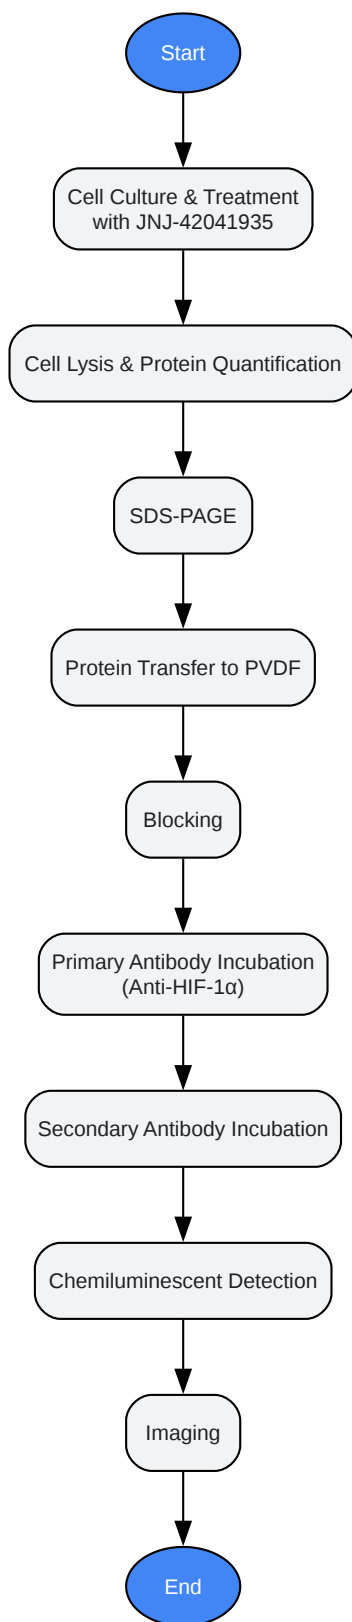 Start
Cell Culture & Treatment
with JNJ-42041935
Cell Lysis & Protein Quantification
SDS-PAGE
Protein Transfer to PVDF
Blocking
Primary Antibody Incubation
(Anti-HIF-1α)
Secondary Antibody Incubation
Chemiluminescent Detection
Imaging
End